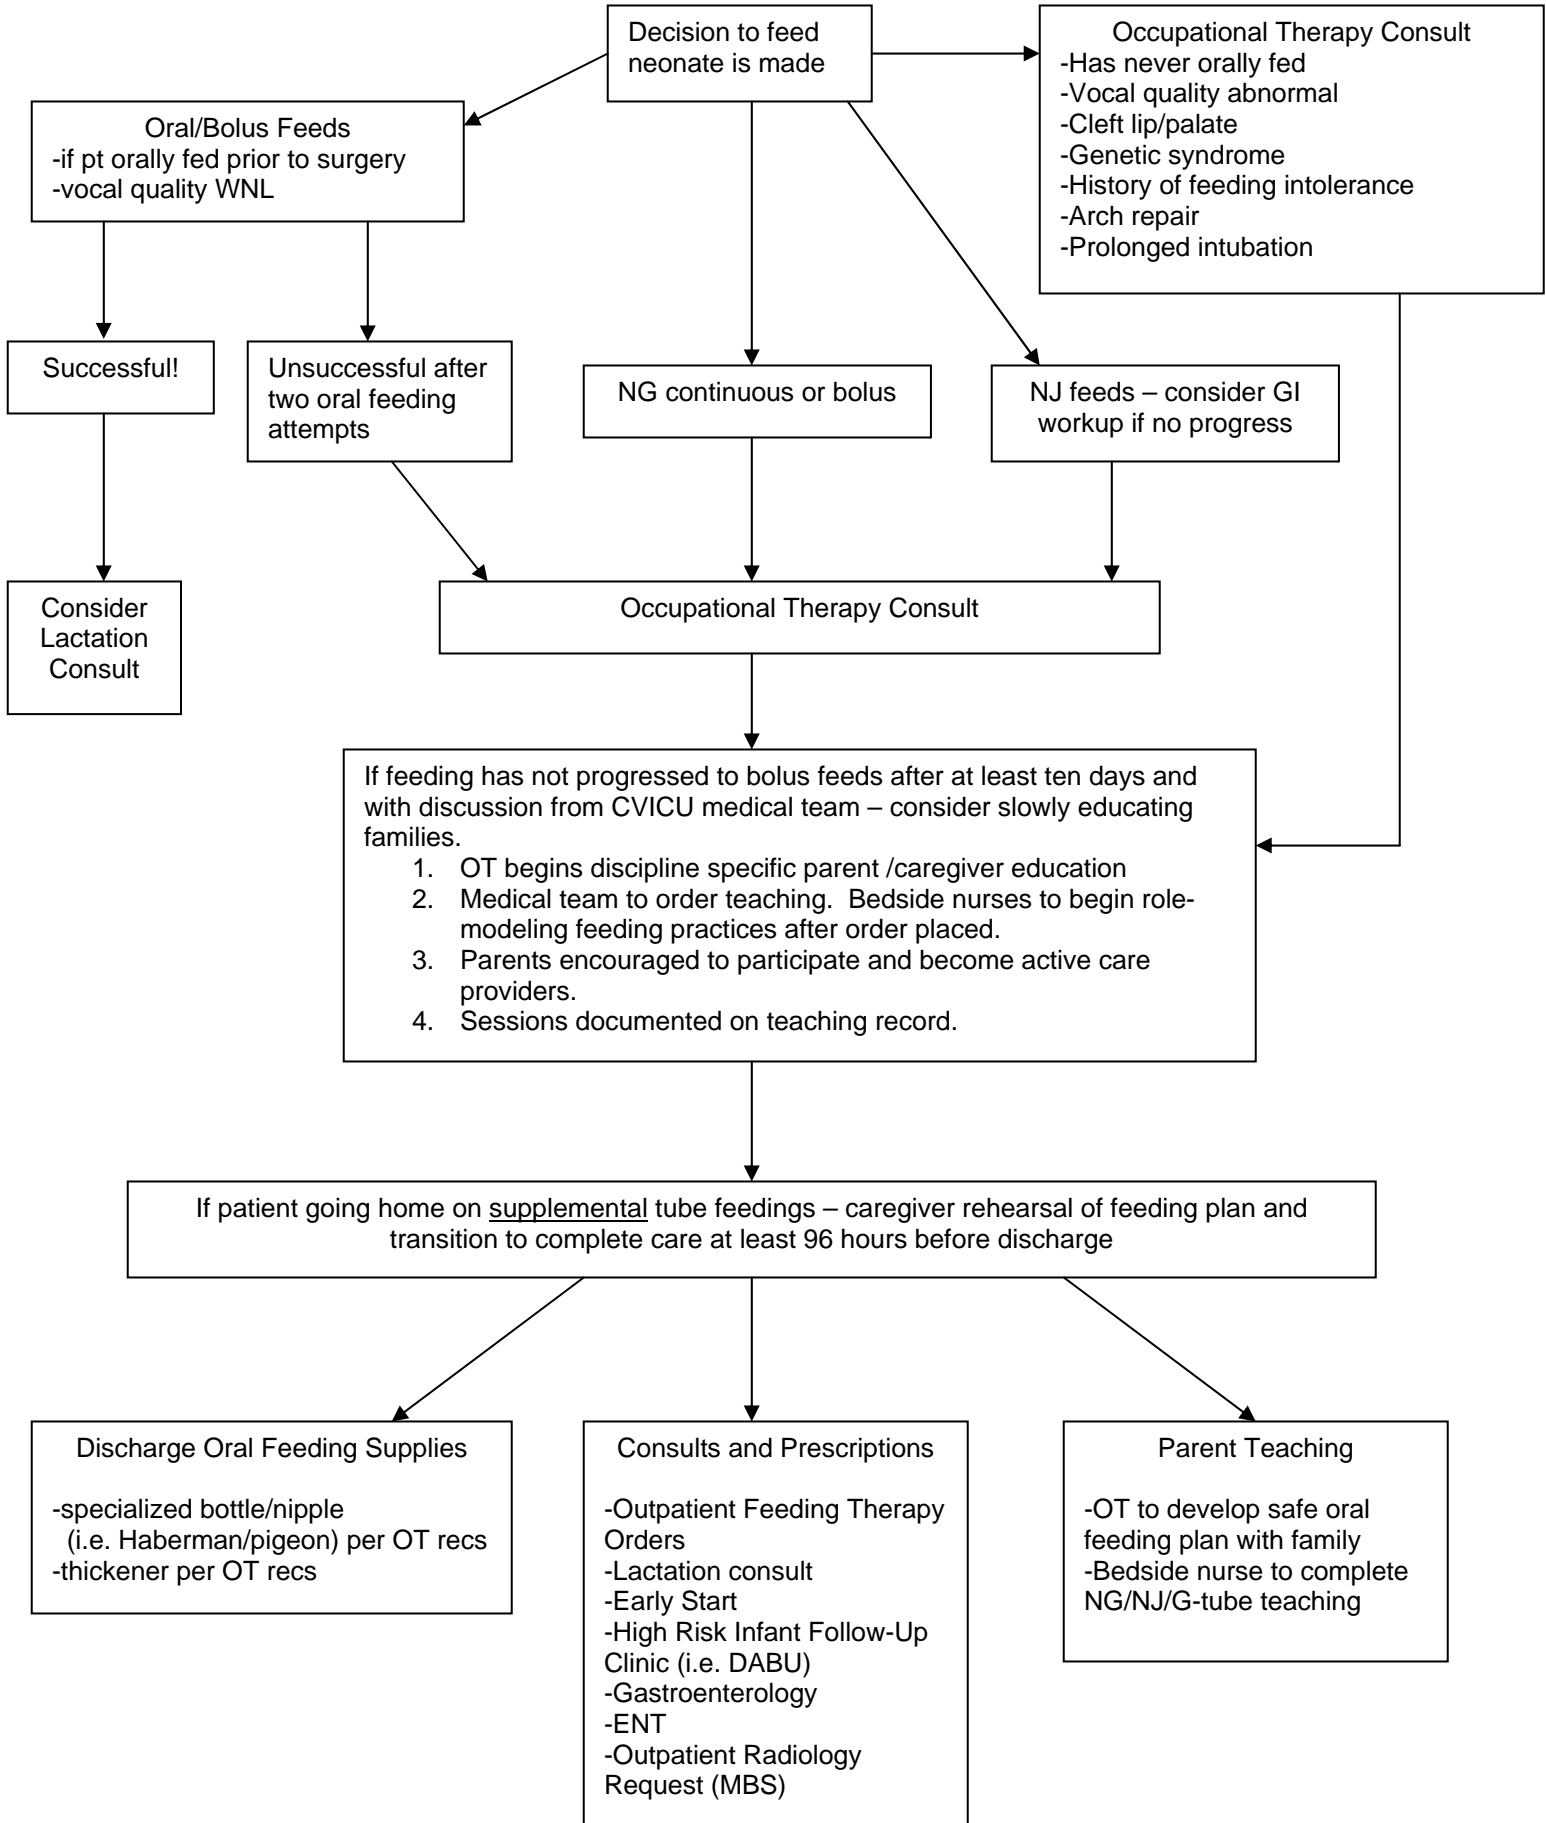 Decision to feed
neonate is made
Occupational Therapy Consult
-Has never orally fed
-Vocal quality abnormal
-Cleft lip/palate
-Genetic syndrome
-History of feeding intolerance
-Arch repair
-Prolonged intubation
Oral/Bolus Feeds
-if pt orally fed prior to surgery
-vocal quality WNL
Successful!
Unsuccessful after
two oral feeding
attempts
NG continuous or bolus
NJ feeds – consider GI
workup if no progress
Consider
Lactation
Consult
Occupational Therapy Consult
If feeding has not progressed to bolus feeds after at least ten days and
with discussion from CVICU medical team – consider slowly educating
families.
1. OT begins discipline specific parent /caregiver education
2. Medical team to order teaching. Bedside nurses to begin role-
modeling feeding practices after order placed.
3. Parents encouraged to participate and become active care
providers.
4. Sessions documented on teaching record.
If patient going home on supplemental tube feedings – caregiver rehearsal of feeding plan and
transition to complete care at least 96 hours before discharge
Discharge Oral Feeding Supplies
-specialized bottle/nipple
(i.e. Haberman/pigeon) per OT recs
-thickener per OT recs
Consults and Prescriptions
-Outpatient Feeding Therapy
Orders
-Lactation consult
-Early Start
-High Risk Infant Follow-Up
Clinic (i.e. DABU)
-Gastroenterology
-ENT
-Outpatient Radiology
Request (MBS)
Parent Teaching
-OT to develop safe oral
feeding plan with family
-Bedside nurse to complete
NG/NJ/G-tube teaching